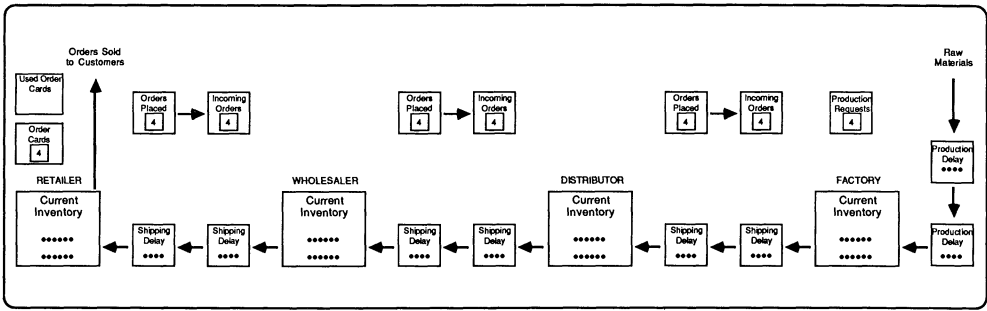 Orders Sold
to Customers
Raw
Materials
Used Order
Cards
Order
Cards
4
Orders
Placed
4
Incoming
Orders
4
Orders
Placed
4
Incoming
Orders
4
Orders
Placed
4
Incoming
Orders
4
Production
Requests
4
Production
Delay
RETAILER
WHOLESALER
DISTRIBUTOR
FACTORY
Current
Inventory
Shipping
Delay
Shipping
Delay
Current
Inventory
Shipping
Delay
Shipping
Delay
Current
Inventory
Shipping
Delay
Shipping
Delay
Current
Inventory
Production
Delay